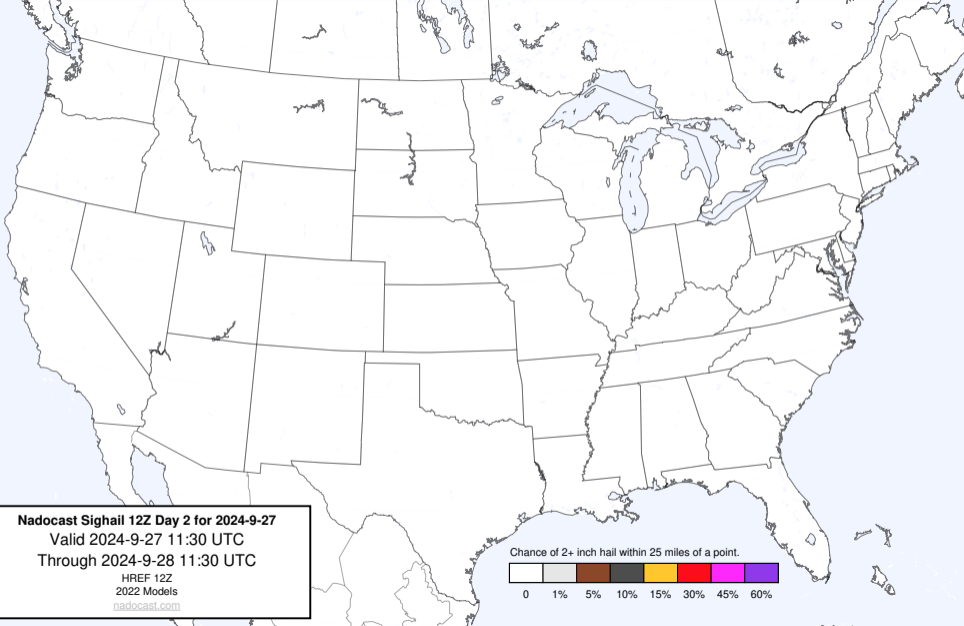 Nadocast Sighail 12Z Day 2 for 2024-9-27
Valid 2024-9-27 11:30 UTC
Through 2024-9-28 11:30 UTC
HREF 12Z
2022 Models
nadocast.com
Chance of 2+ inch hail within 25 miles of a point.
0 1% 5% 10% 15% 30% 45% 60%